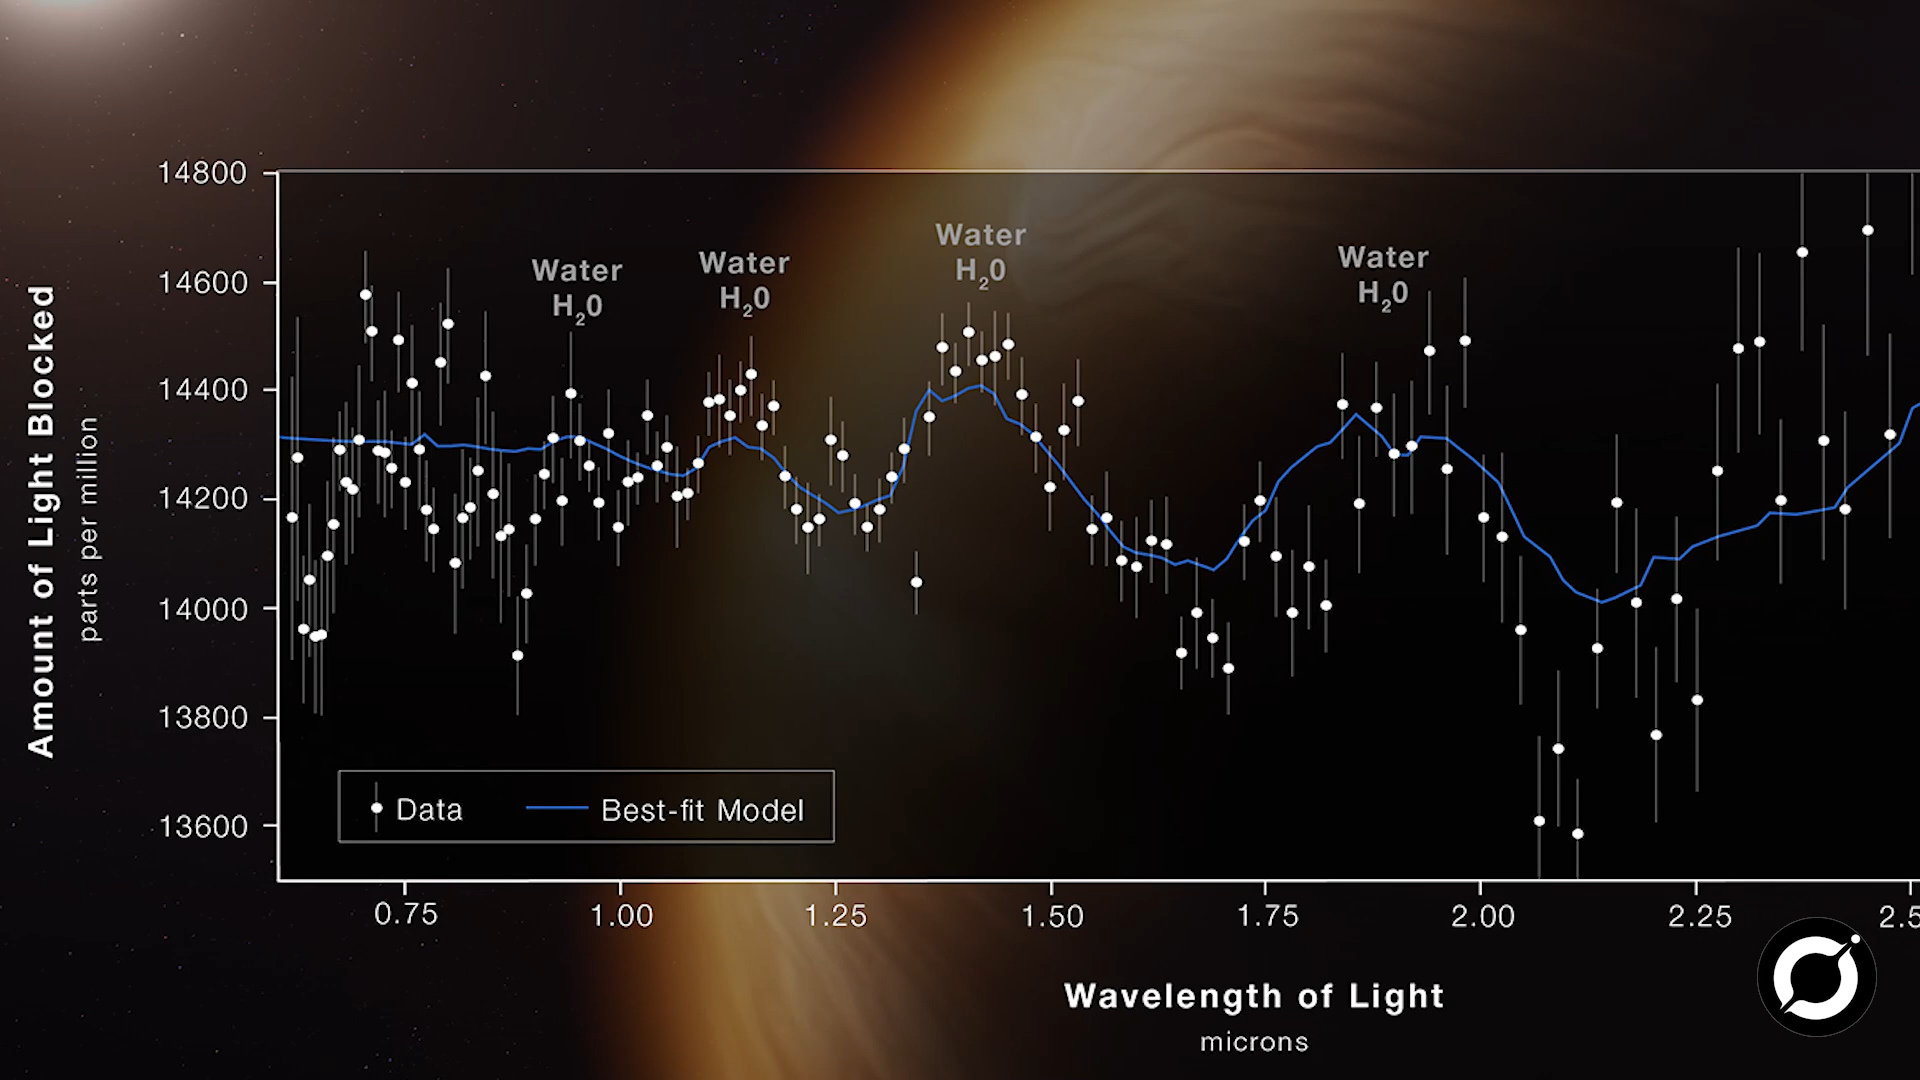 14800
14600
14400
14200
14000
13800
13600
Amount of Light Blocked
parts per million
Water
H₂0
Water
H₂0
Water
H₂0
Water
H₂0
Data
Best-fit Model
0.75 1.00 1.25 1.50 1.75 2.00 2.25 2.5
Wavelength of Light
microns